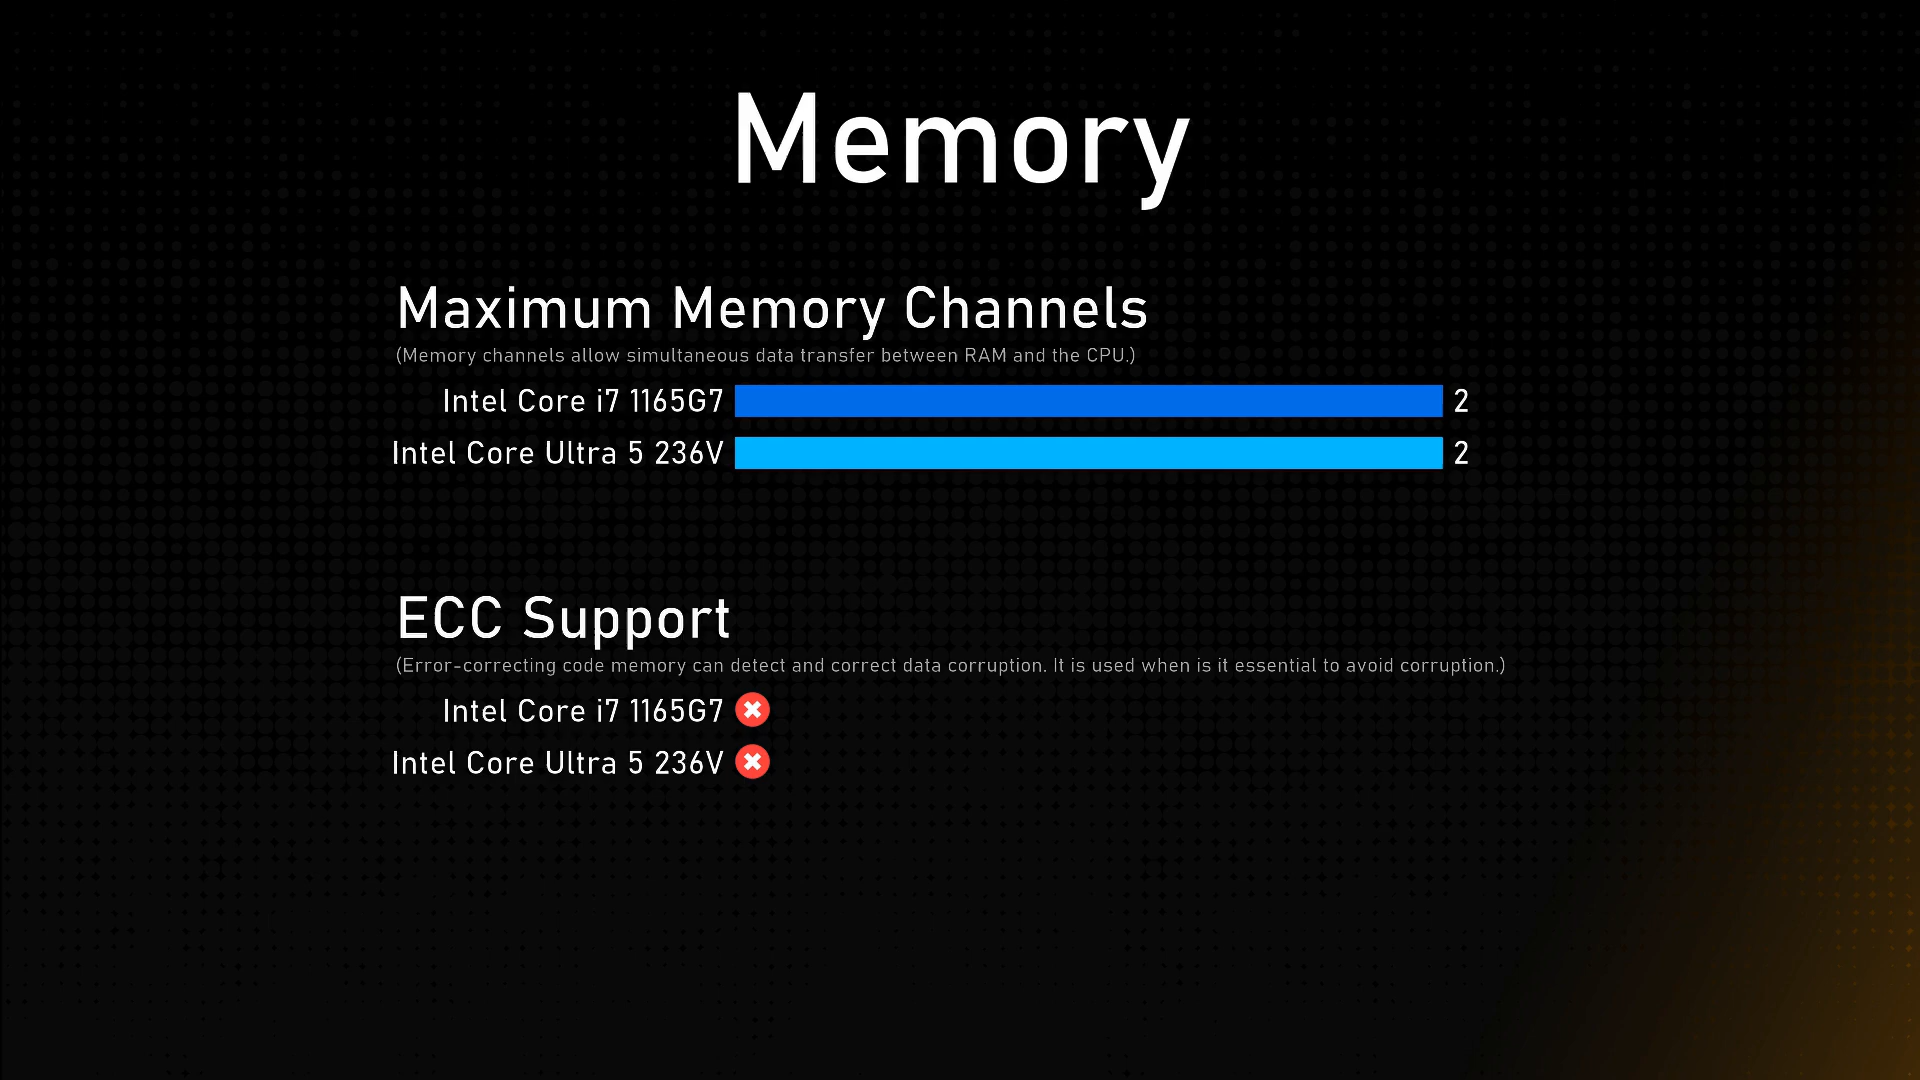 Memory
Maximum Memory Channels
(Memory channels allow simultaneous data transfer between RAM and the CPU.)
Intel Core i7 1165G7 2
Intel Core Ultra 5 236V 2
ECC Support
(Error-correcting code memory can detect and correct data corruption. It is used when is it essential to avoid corruption.)
Intel Core i7 1165G7
Intel Core Ultra 5 236V